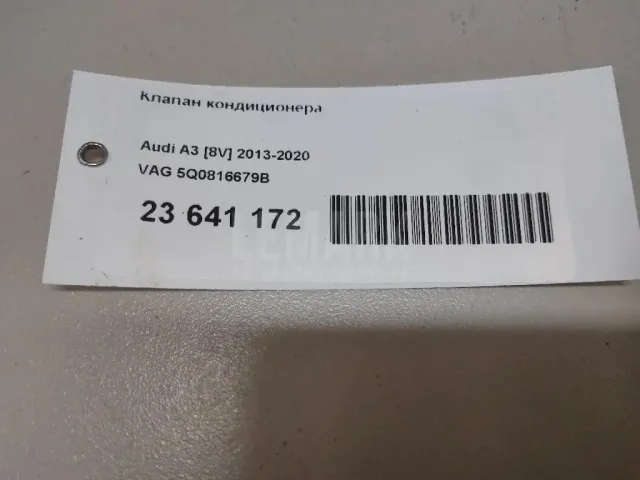 Клапан кондиционера
Audi A3 [8V] 2013-2020
VAG 5Q0816679B
23 641 172